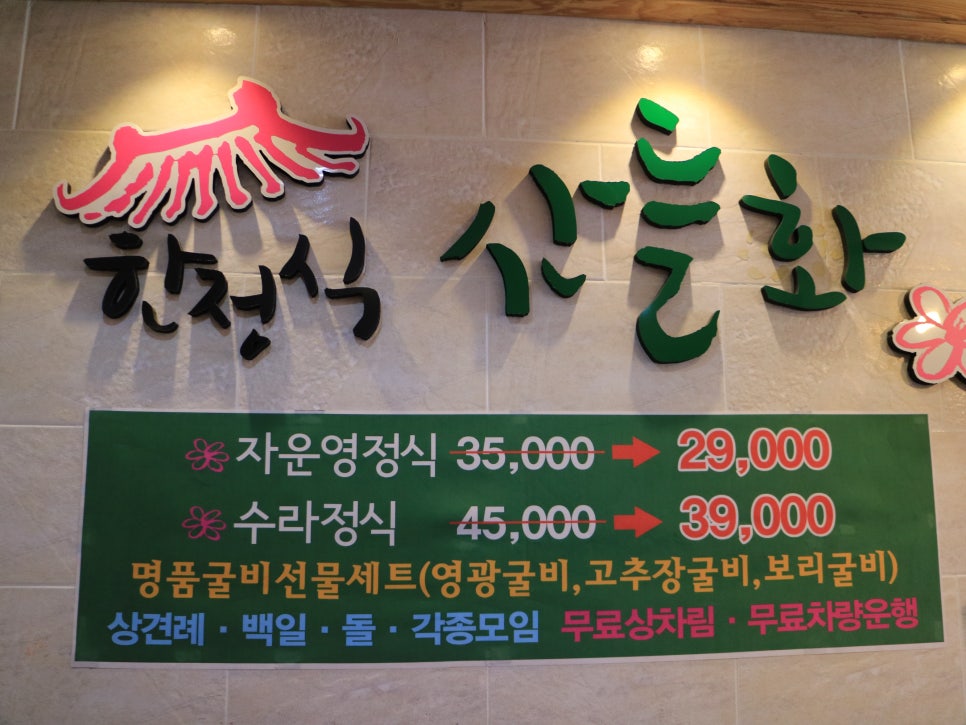 한정식 산들화
자운영정식 35,000 → 29,000
수라정식 45,000 → 39,000
명품굴비선물세트(영광굴비,고추장굴비,보리굴비)
상견례 · 백일 · 돌 · 각종모임 무료상차림 · 무료차량운행